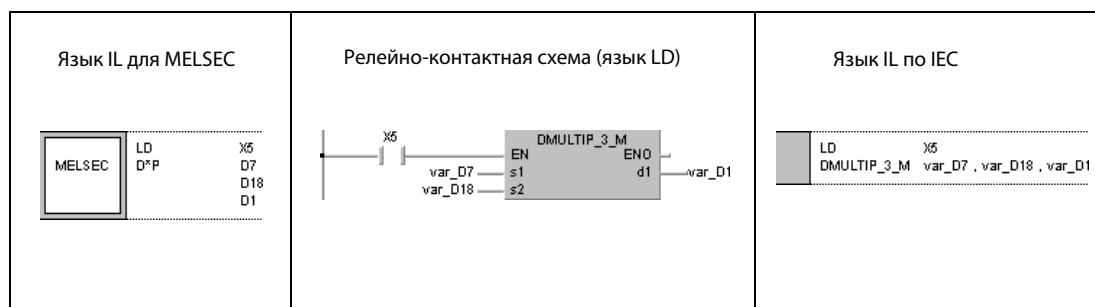 Язык IL для MELSEC
MELSEC
LD X5
D*P D7
D18
D1
Релейно-контактная схема (язык LD)
X5
DMULTIP_3_M
EN ENO
var_D7 s1 d1 var_D1
var_D18 s2
Язык IL по IEC
LD X5
DMULTIP_3_M var_D7 , var_D18 , var_D1